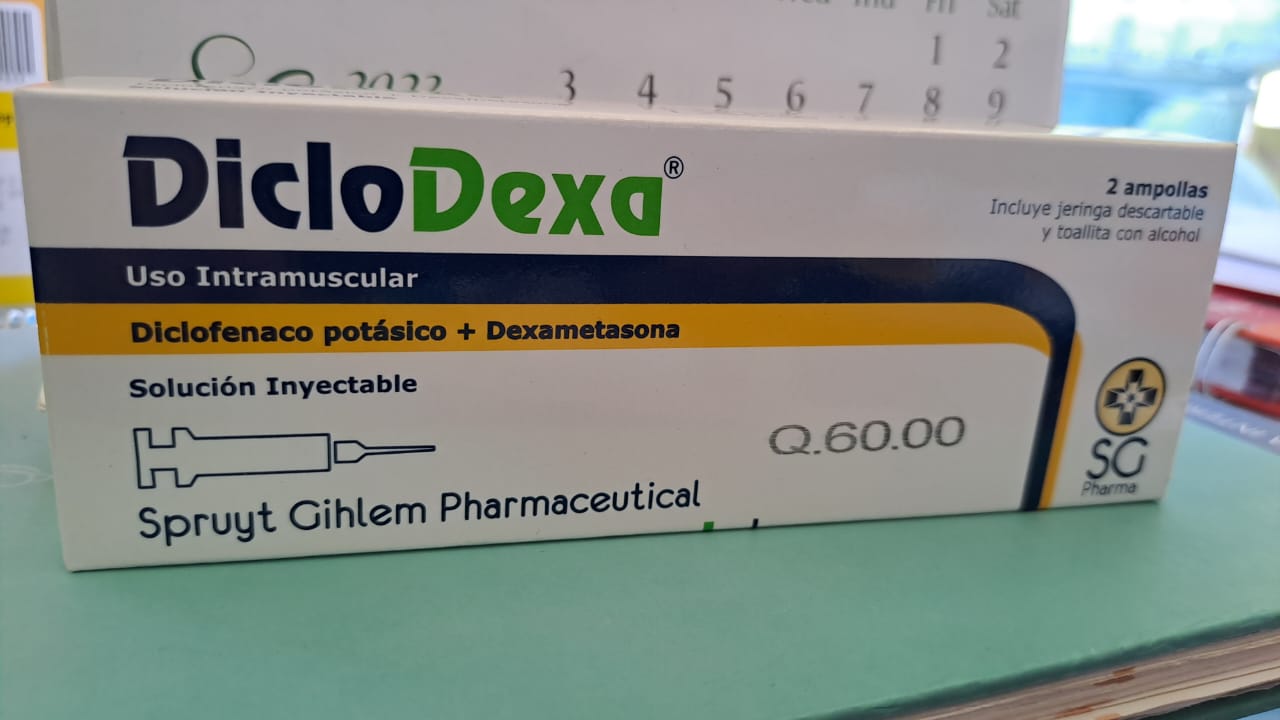 Fri Sat
1 2
2022
3 4 5 6 7 8 9
DicloDexa®
2 ampollas
Incluye jeringa descartable
y toallita con alcohol
Uso Intramuscular
Diclofenaco potásico + Dexametasona
Solución Inyectable
Q.60.00
Spruyt Gihlem Pharmaceutical
SG
Pharma